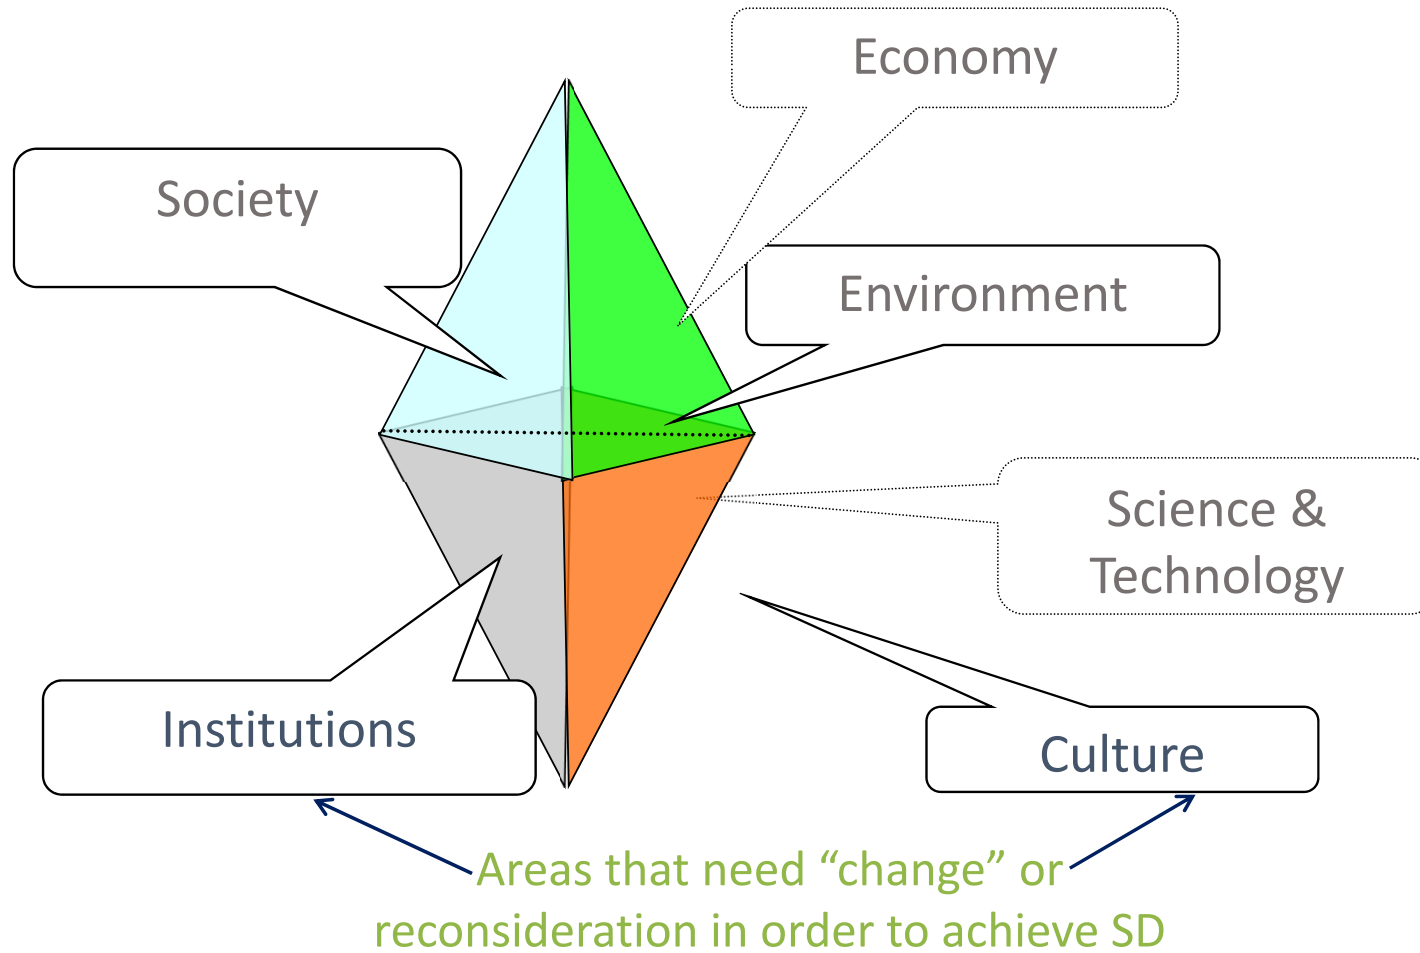 Economy
Society
Environment
Science &
Technology
Institutions
Culture
Areas that need “change” or
reconsideration in order to achieve SD